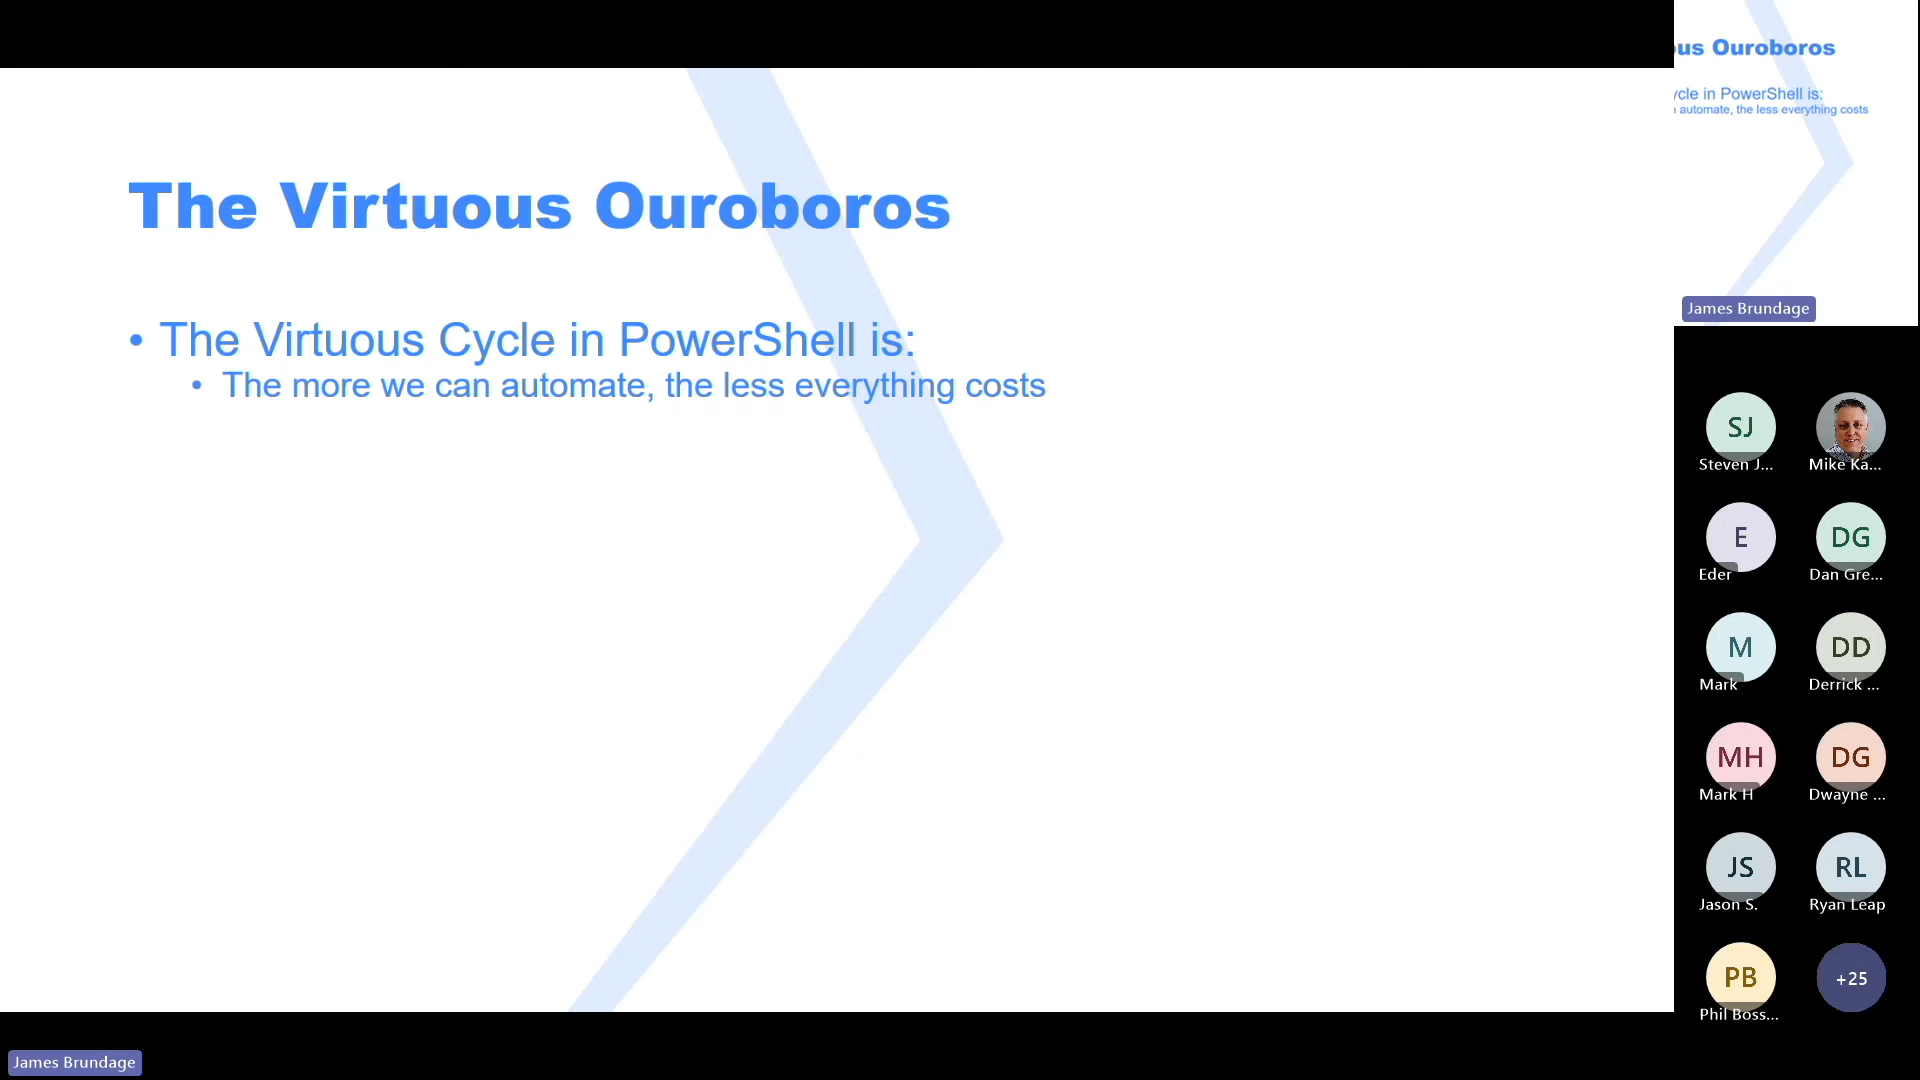 The Virtuous Ouroboros
• The Virtuous Cycle in PowerShell is:
• The more we can automate, the less everything costs
ous Ouroboros
ycle in PowerShell is:
automate, the less everything costs
James Brundage
SJ
Steven J...
Mike Ka...
E
Eder
DG
Dan Gre...
M
Mark
DD
Derrick ...
MH
Mark H
DG
Dwayne ...
JS
Jason S.
RL
Ryan Leap
PB
Phil Boss...
+25
James Brundage